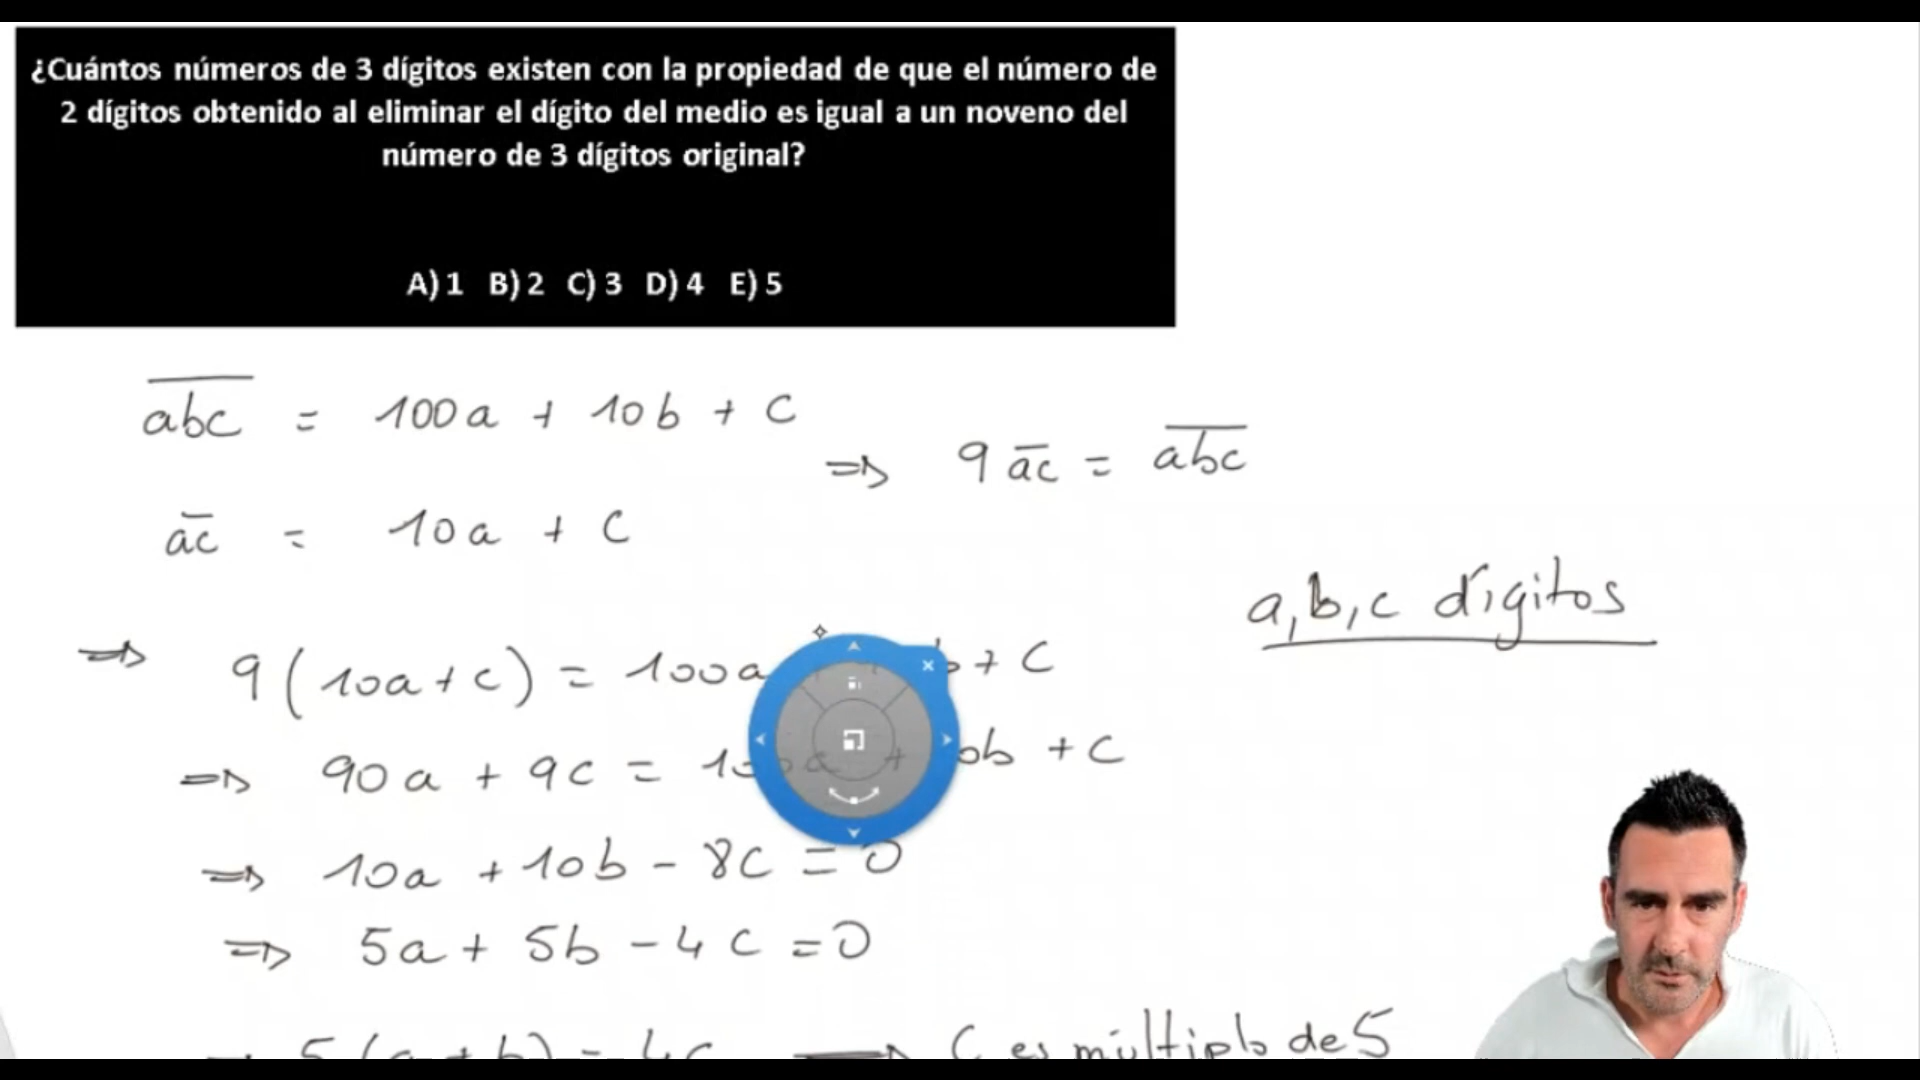 ¿Cuántos números de 3 dígitos existen con la propiedad de que el número de
2 dígitos obtenido al eliminar el dígito del medio es igual a un noveno del
número de 3 dígitos original?
A) 1 B) 2 C) 3 D) 4 E) 5
abc = 100a + 10b + c
⇒ 9 ac = abc
ac = 10a + c
a, b, c dígitos
⇒ 9 (10a + c) = 100a b + c
⇒ 90a + 9c = 0b + c
⇒ 10a + 10b - 8c = 0
⇒ 5a + 5b - 4c = 0
5 (a + b) = 4c ⇒ c es múltiplo de 5